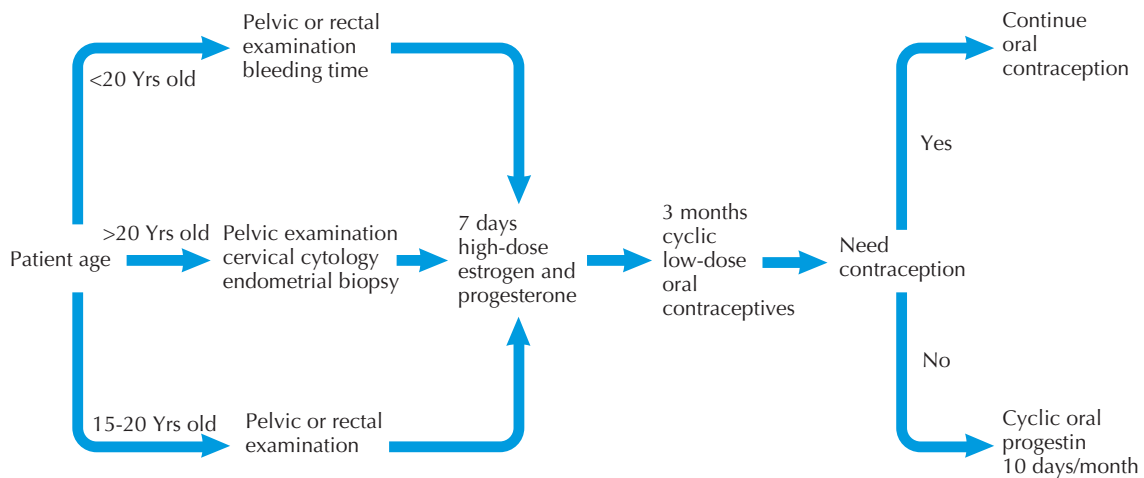 Patient age
<20 Yrs old
Pelvic or rectal
examination
bleeding time
>20 Yrs old
Pelvic examination
cervical cytology
endometrial biopsy
15-20 Yrs old
Pelvic or rectal
examination
7 days
high-dose
estrogen and
progesterone
3 months
cyclic
low-dose
oral
contraceptives
Need
contraception
Yes
Continue
oral
contraception
No
Cyclic oral
progestin
10 days/month